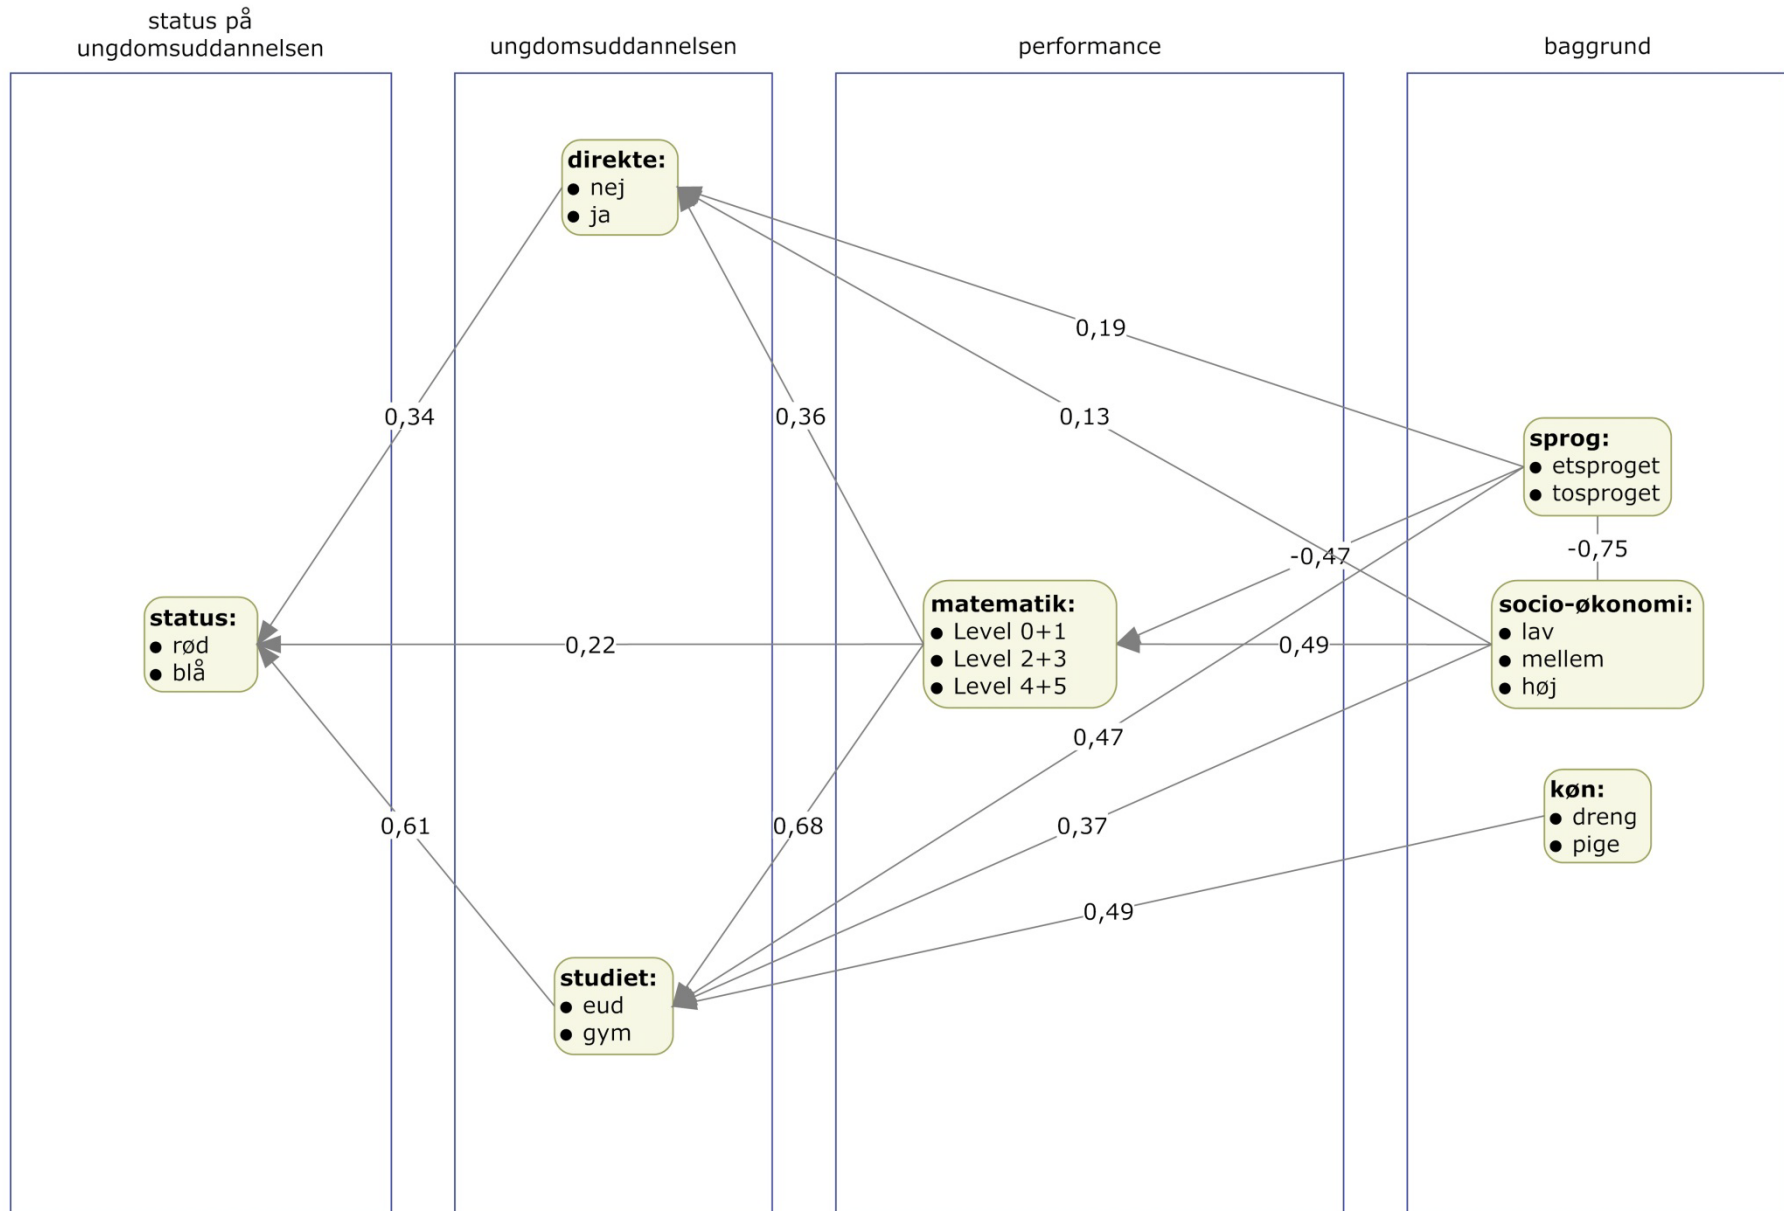 status på
ungdomsuddannelsen
ungdomsuddannelsen
performance
baggrund
direkte:
● nej
● ja
0,19
0,34
0,36
0,13
sprog:
● etsproget
● tosproget
-0,47
-0,75
status:
● rød
● blå
0,22
matematik:
● Level 0+1
● Level 2+3
● Level 4+5
0,49
socio-økonomi:
● lav
● mellem
● høj
0,47
0,61
0,68
0,37
køn:
● dreng
● pige
0,49
studiet:
● eud
● gym